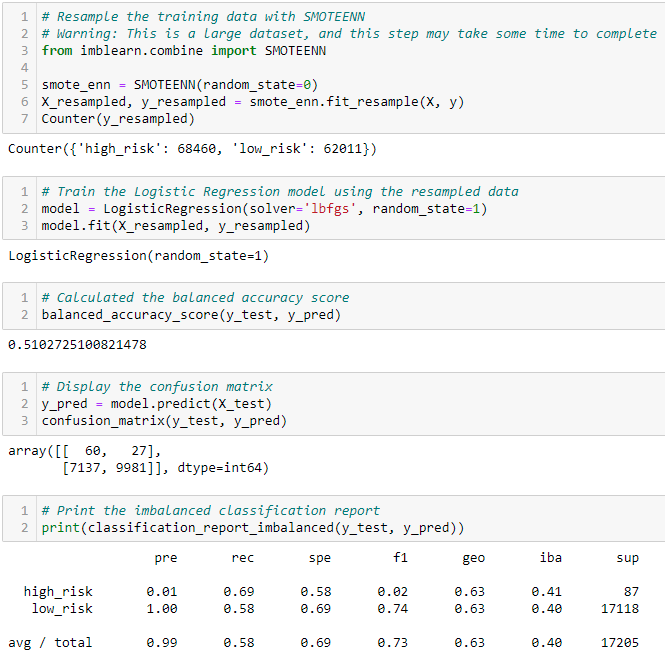 1 # Resample the training data with SMOTEENN
2 # Warning: This is a large dataset, and this step may take some time to complete
3 from imblearn.combine import SMOTEENN
4
5 smote_enn = SMOTEENN(random_state=0)
6 X_resampled, y_resampled = smote_enn.fit_resample(X, y)
7 Counter(y_resampled)
Counter({'high_risk': 68460, 'low_risk': 62011})
1 # Train the Logistic Regression model using the resampled data
2 model = LogisticRegression(solver='lbfgs', random_state=1)
3 model.fit(X_resampled, y_resampled)
LogisticRegression(random_state=1)
1 # Calculated the balanced accuracy score
2 balanced_accuracy_score(y_test, y_pred)
0.5102725100821478
1 # Display the confusion matrix
2 y_pred = model.predict(X_test)
3 confusion_matrix(y_test, y_pred)
array([[  60,   27],
       [7137, 9981]], dtype=int64)
1 # Print the imbalanced classification report
2 print(classification_report_imbalanced(y_test, y_pred))
pre rec spe f1 geo iba sup
high_risk 0.01 0.69 0.58 0.02 0.63 0.41 87
low_risk 1.00 0.58 0.69 0.74 0.63 0.40 17118
avg / total 0.99 0.58 0.69 0.73 0.63 0.40 17205